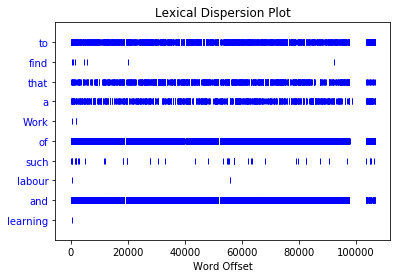 Lexical Dispersion Plot
to
find
that
a
Work
of
such
labour
and
learning
0 20000 40000 60000 80000 100000
Word Offset